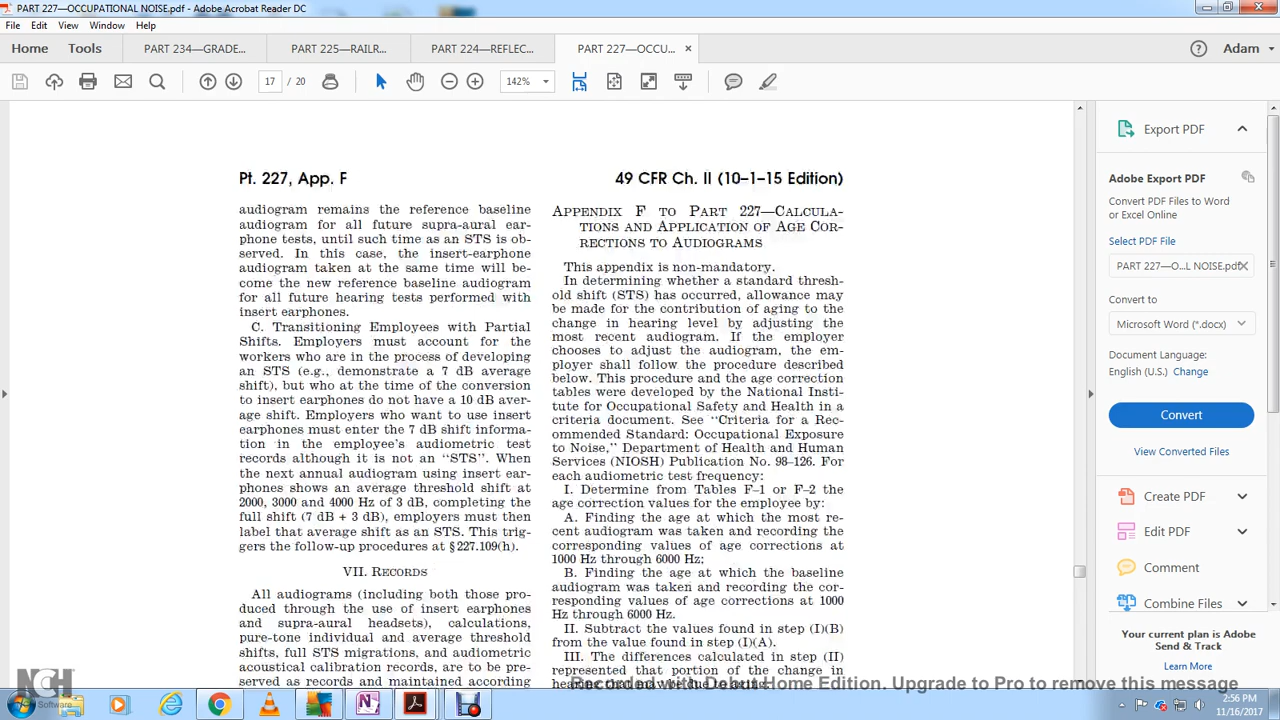 PART 227—OCCUPATIONAL NOISE.pdf - Adobe Acrobat Reader DC
File Edit View Window Help
Home Tools PART 234—GRADE... PART 225—RAILR... PART 224—REFLEC... PART 227—OCCU... ×
Adam
17 / 20 142%
Pt. 227, App. F
49 CFR Ch. II (10–1–15 Edition)
audiogram remains the reference baseline
audiogram for all future supra-aural ear-
phone tests, until such time as an STS is ob-
served. In this case, the insert-earphone
audiogram taken at the same time will be-
come the new reference baseline audiogram
for all future hearing tests performed with
insert earphones.
C. Transitioning Employees with Partial
Shifts. Employers must account for the
workers who are in the process of developing
an STS (e.g., demonstrate a 7 dB average
shift), but who at the time of the conversion
to insert earphones do not have a 10 dB aver-
age shift. Employers who want to use insert
earphones must enter the 7 dB shift informa-
tion in the employee's audiometric test
records although it is not an "STS". When
the next annual audiogram using insert ear-
phones shows an average threshold shift at
2000, 3000 and 4000 Hz of 3 dB, completing the
full shift (7 dB + 3 dB), employers must then
label that average shift as an STS. This trig-
gers the follow-up procedures at §227.109(h).
VII. RECORDS
All audiograms (including both those pro-
duced through the use of insert earphones
and supra-aural headsets), calculations,
pure-tone individual and average threshold
shifts, full STS migrations, and audiometric
acoustical calibration records, are to be pre-
served as records and maintained according
APPENDIX F TO PART 227—CALCULA-
TIONS AND APPLICATION OF AGE COR-
RECTIONS TO AUDIOGRAMS
This appendix is non-mandatory.
In determining whether a standard thresh-
old shift (STS) has occurred, allowance may
be made for the contribution of aging to the
change in hearing level by adjusting the
most recent audiogram. If the employer
chooses to adjust the audiogram, the em-
ployer shall follow the procedure described
below. This procedure and the age correction
tables were developed by the National Insti-
tute for Occupational Safety and Health in a
criteria document. See "Criteria for a Rec-
ommended Standard: Occupational Exposure
to Noise," Department of Health and Human
Services (NIOSH) Publication No. 98–126. For
each audiometric test frequency:
I. Determine from Tables F–1 or F–2 the
age correction values for the employee by:
A. Finding the age at which the most re-
cent audiogram was taken and recording the
corresponding values of age corrections at
1000 Hz through 6000 Hz;
B. Finding the age at which the baseline
audiogram was taken and recording the cor-
responding values of age corrections at 1000
Hz through 6000 Hz.
II. Subtract the values found in step (I)(B)
from the value found in step (I)(A).
III. The differences calculated in step (II)
represented that portion of the change in
Export PDF
Adobe Export PDF
Convert PDF Files to Word
or Excel Online
Select PDF File
PART 227—O...L NOISE.pdf
Convert to
Microsoft Word (*.docx)
Document Language:
English (U.S.) Change
Convert
View Converted Files
Create PDF
Edit PDF
Comment
Combine Files
Your current plan is Adobe
Send & Track
Learn More
Recorded with Debut Home Edition. Upgrade to Pro to remove this message
NCH Software
2:56 PM
11/16/2017